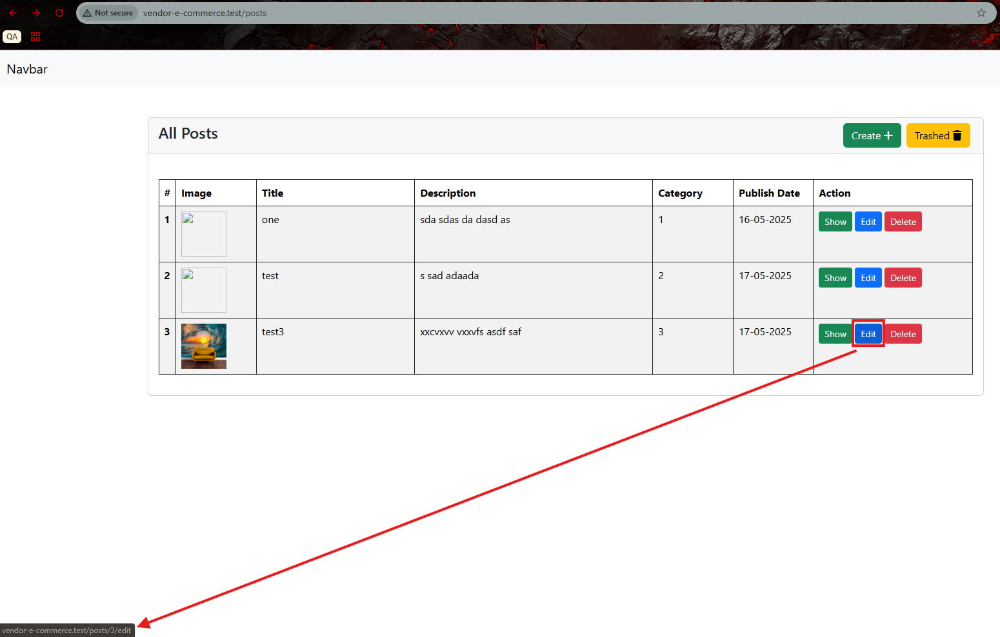 Not secure vendor-e-commerce.test/posts
QA
Navbar
All Posts Create Trashed
# Image Title Description Category Publish Date Action
1 one sda sdas da dasd as 1 16-05-2025 Show Edit Delete
2 test s sad adaada 2 17-05-2025 Show Edit Delete
3 test3 xxcvxvv vxxvfs asdf saf 3 17-05-2025 Show Edit Delete
vendor-e-commerce.test/posts/3/edit